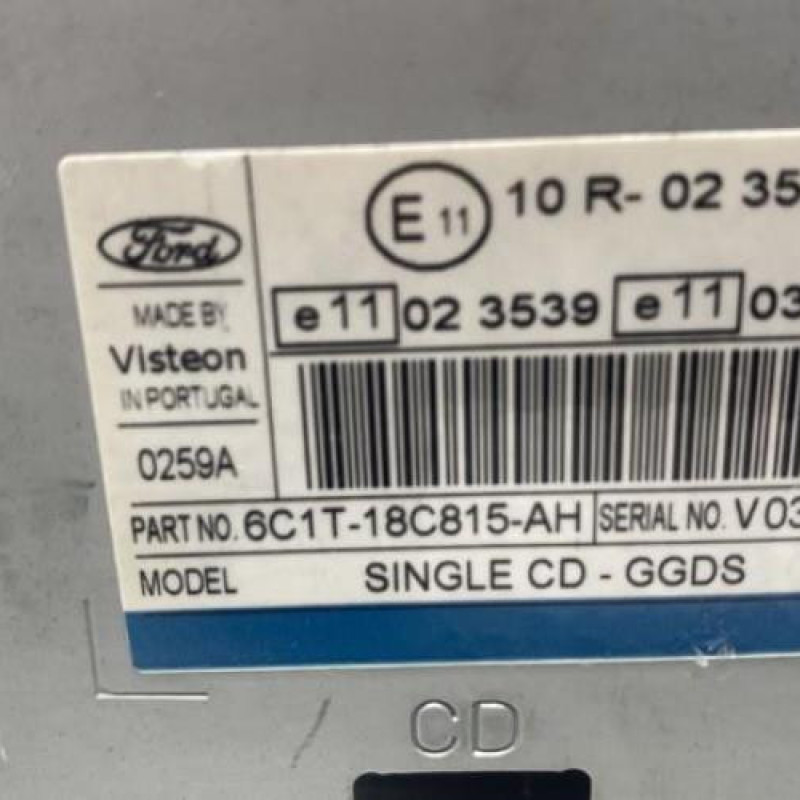 Ford
MADE BY
Visteon
IN PORTUGAL
0259A
E 11 10 R- 02 35
e 11 02 3539 e 11 03
PART NO. 6C1T-18C815-AH SERIAL NO. V03
MODEL SINGLE CD - GGDS
CD